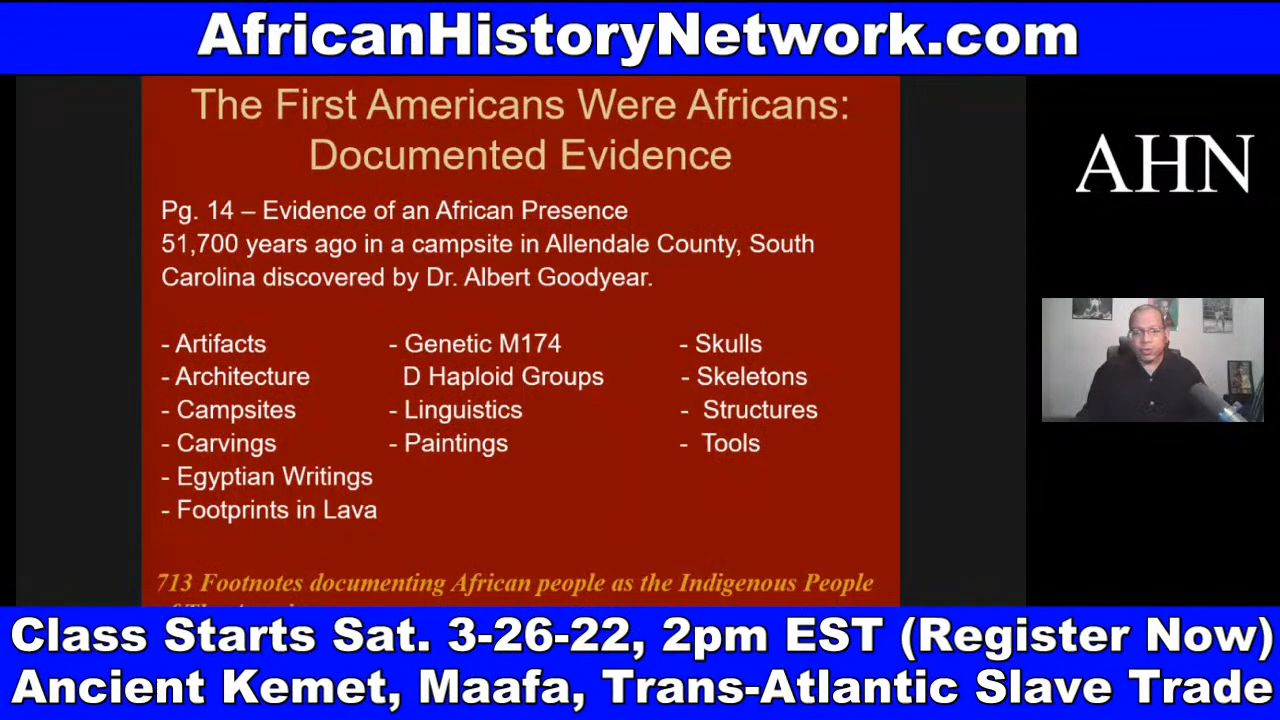 AfricanHistoryNetwork.com
The First Americans Were Africans:
Documented Evidence
AHN
Pg. 14 – Evidence of an African Presence
51,700 years ago in a campsite in Allendale County, South
Carolina discovered by Dr. Albert Goodyear.
- Artifacts
- Architecture
- Campsites
- Carvings
- Egyptian Writings
- Footprints in Lava
- Genetic M174
D Haploid Groups
- Linguistics
- Paintings
- Skulls
- Skeletons
- Structures
- Tools
713 Footnotes documenting African people as the Indigenous People
Class Starts Sat. 3-26-22, 2pm EST (Register Now)
Ancient Kemet, Maafa, Trans-Atlantic Slave Trade